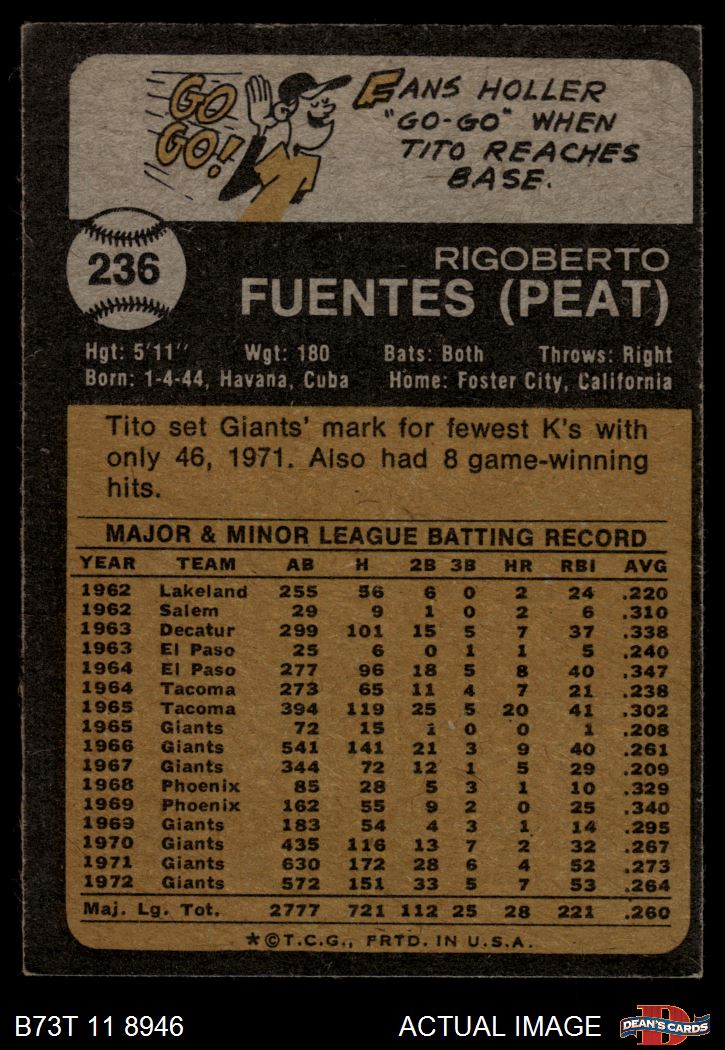 GO
GO!
FANS HOLLER
"GO-GO" WHEN
TITO REACHES
BASE.
236
RIGOBERTO
FUENTES (PEAT)
Hgt: 5'11" Wgt: 180 Bats: Both Throws: Right
Born: 1-4-44, Havana, Cuba Home: Foster City, California
Tito set Giants' mark for fewest K's with
only 46, 1971. Also had 8 game-winning
hits.
MAJOR & MINOR LEAGUE BATTING RECORD
YEAR TEAM AB H 2B 3B HR RBI AVG
1962 Lakeland 255 56 6 0 2 24 .220
1962 Salem 29 9 1 0 2 6 .310
1963 Decatur 299 101 15 5 7 37 .338
1963 El Paso 25 6 0 1 1 5 .240
1964 El Paso 277 96 18 5 8 40 .347
1964 Tacoma 273 65 11 4 7 21 .238
1965 Tacoma 394 119 25 5 20 41 .302
1965 Giants 72 15 1 0 0 1 .208
1966 Giants 541 141 21 3 9 40 .261
1967 Giants 344 72 12 1 5 29 .209
1968 Phoenix 85 28 5 3 1 10 .329
1969 Phoenix 162 55 9 2 0 25 .340
1969 Giants 183 54 4 3 1 14 .295
1970 Giants 435 116 13 7 2 32 .267
1971 Giants 630 172 28 6 4 52 .273
1972 Giants 572 151 33 5 7 53 .264
Maj. Lg. Tot. 2777 721 112 25 28 221 .260
*©T.C.G., PRTD. IN U.S.A.
B73T 11 8946 ACTUAL IMAGE DEAN'S CARDS